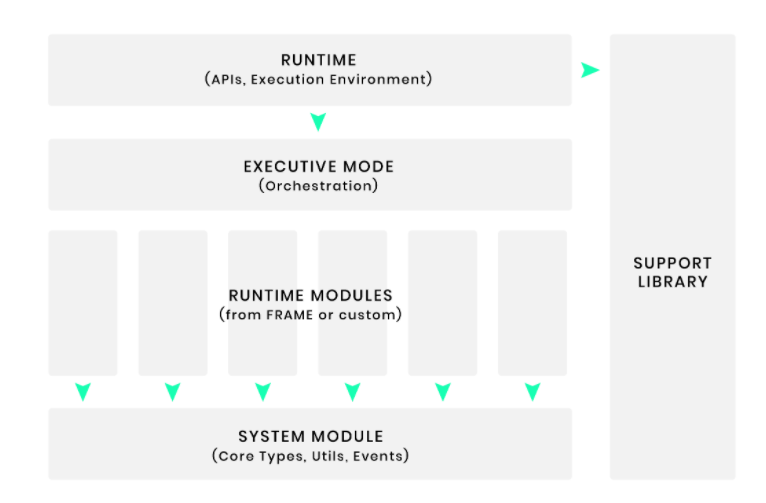 RUNTIME
(APIs, Execution Environment)
EXECUTIVE MODE
(Orchestration)
RUNTIME MODULES
(from FRAME or custom)
SYSTEM MODULE
(Core Types, Utils, Events)
SUPPORT
LIBRARY